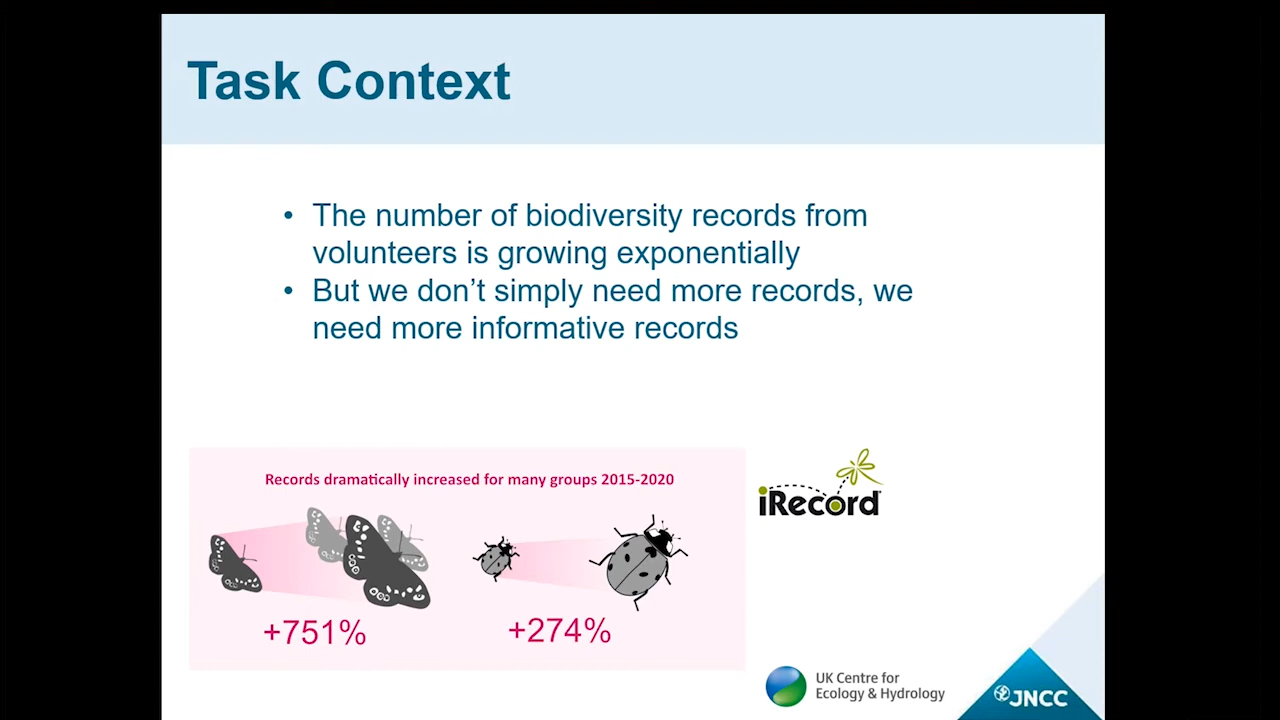 Task Context
• The number of biodiversity records from
volunteers is growing exponentially
• But we don't simply need more records, we
need more informative records
Records dramatically increased for many groups 2015-2020
+751%
+274%
iRecord
UK Centre for
Ecology & Hydrology
JNCC